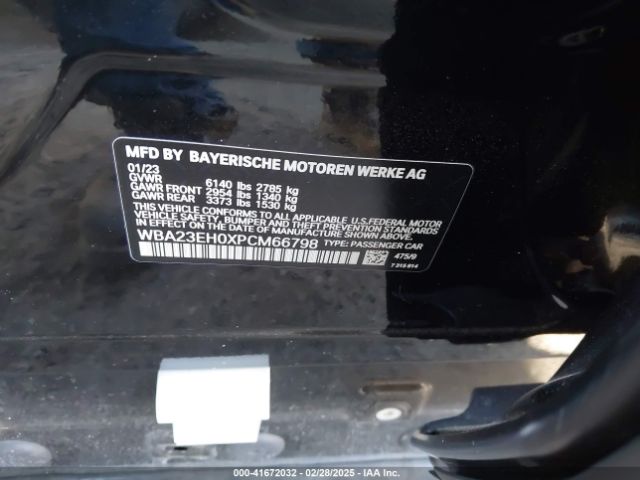 MFD BY BAYERISCHE MOTOREN WERKE AG
01/23
GVWR 6140 lbs 2785 kg
GAWR FRONT 2954 lbs 1340 kg
GAWR REAR 3373 lbs 1530 kg
THIS VEHICLE CONFORMS TO ALL APPLICABLE U.S.FEDERAL MOTOR
VEHICLE SAFETY, BUMPER AND THEFT PREVENTION STANDARDS IN
EFFECT ON THE DATE OF MANUFACTURE SHOWN ABOVE.
WBA23EH0XPCM66798 TYPE: PASSENGER CAR
475/9
000-41672032 - 02/28/2025 - IAA Inc.